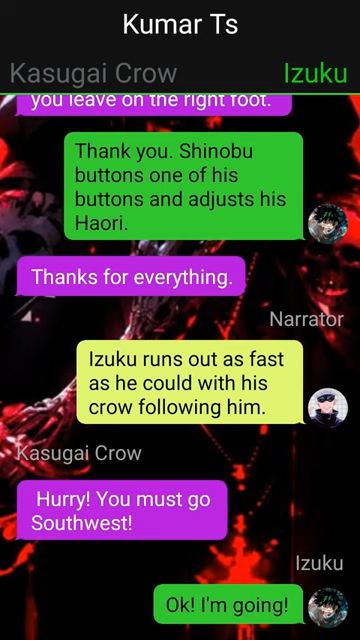 Kumar Ts
Kasugai Crow
Izuku
you leave on the right foot.
Thank you. Shinobu
buttons one of his
buttons and adjusts his
Haori.
Thanks for everything.
Narrator
Izuku runs out as fast
as he could with his
crow following him.
Kasugai Crow
Hurry! You must go
Southwest!
Izuku
Ok! I'm going!